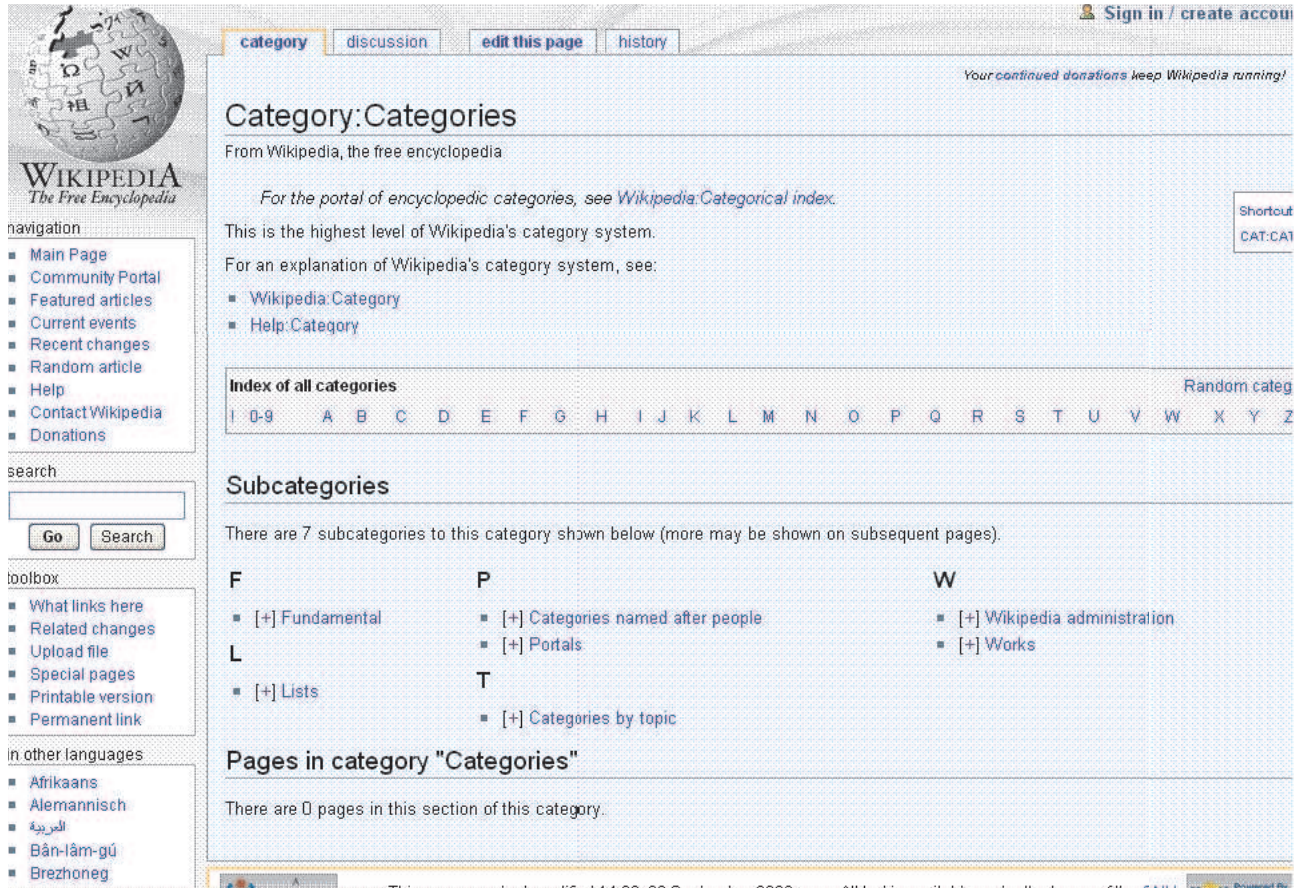 Sign in / create accou
category discussion edit this page history
Your continued donations keep Wikipedia running!
WIKIPEDIA
The Free Encyclopedia
Category:Categories
From Wikipedia, the free encyclopedia
For the portal of encyclopedic categories, see Wikipedia:Categorical index.
Shortcut
CAT:CAT
This is the highest level of Wikipedia's category system.
For an explanation of Wikipedia's category system, see:
Wikipedia:Category
Help:Category
Index of all categories Random categ
! 0-9 A B C D E F G H I J K L M N O P Q R S T U V W X Y Z
Subcategories
There are 7 subcategories to this category shown below (more may be shown on subsequent pages).
F
[+] Fundamental
L
[+] Lists
P
[+] Categories named after people
[+] Portals
T
[+] Categories by topic
W
[+] Wikipedia administration
[+] Works
Pages in category "Categories"
There are 0 pages in this section of this category.
navigation
Main Page
Community Portal
Featured articles
Current events
Recent changes
Random article
Help
Contact Wikipedia
Donations
search
Go Search
toolbox
What links here
Related changes
Upload file
Special pages
Printable version
Permanent link
in other languages
Afrikaans
Alemannisch
العربية
Bân-lâm-gú
Brezhoneg